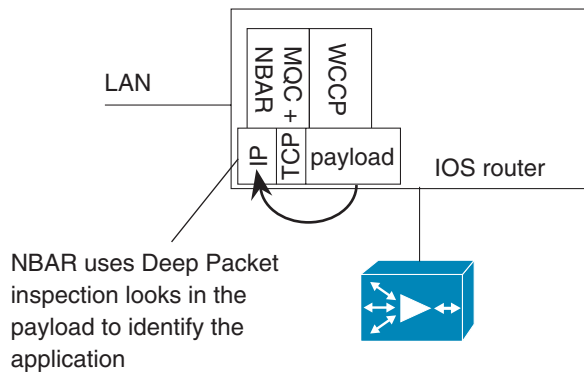 LAN
MQC +
NBAR
WCCP
IP
TCP
payload
IOS router
NBAR uses Deep Packet
inspection looks in the
payload to identify the
application